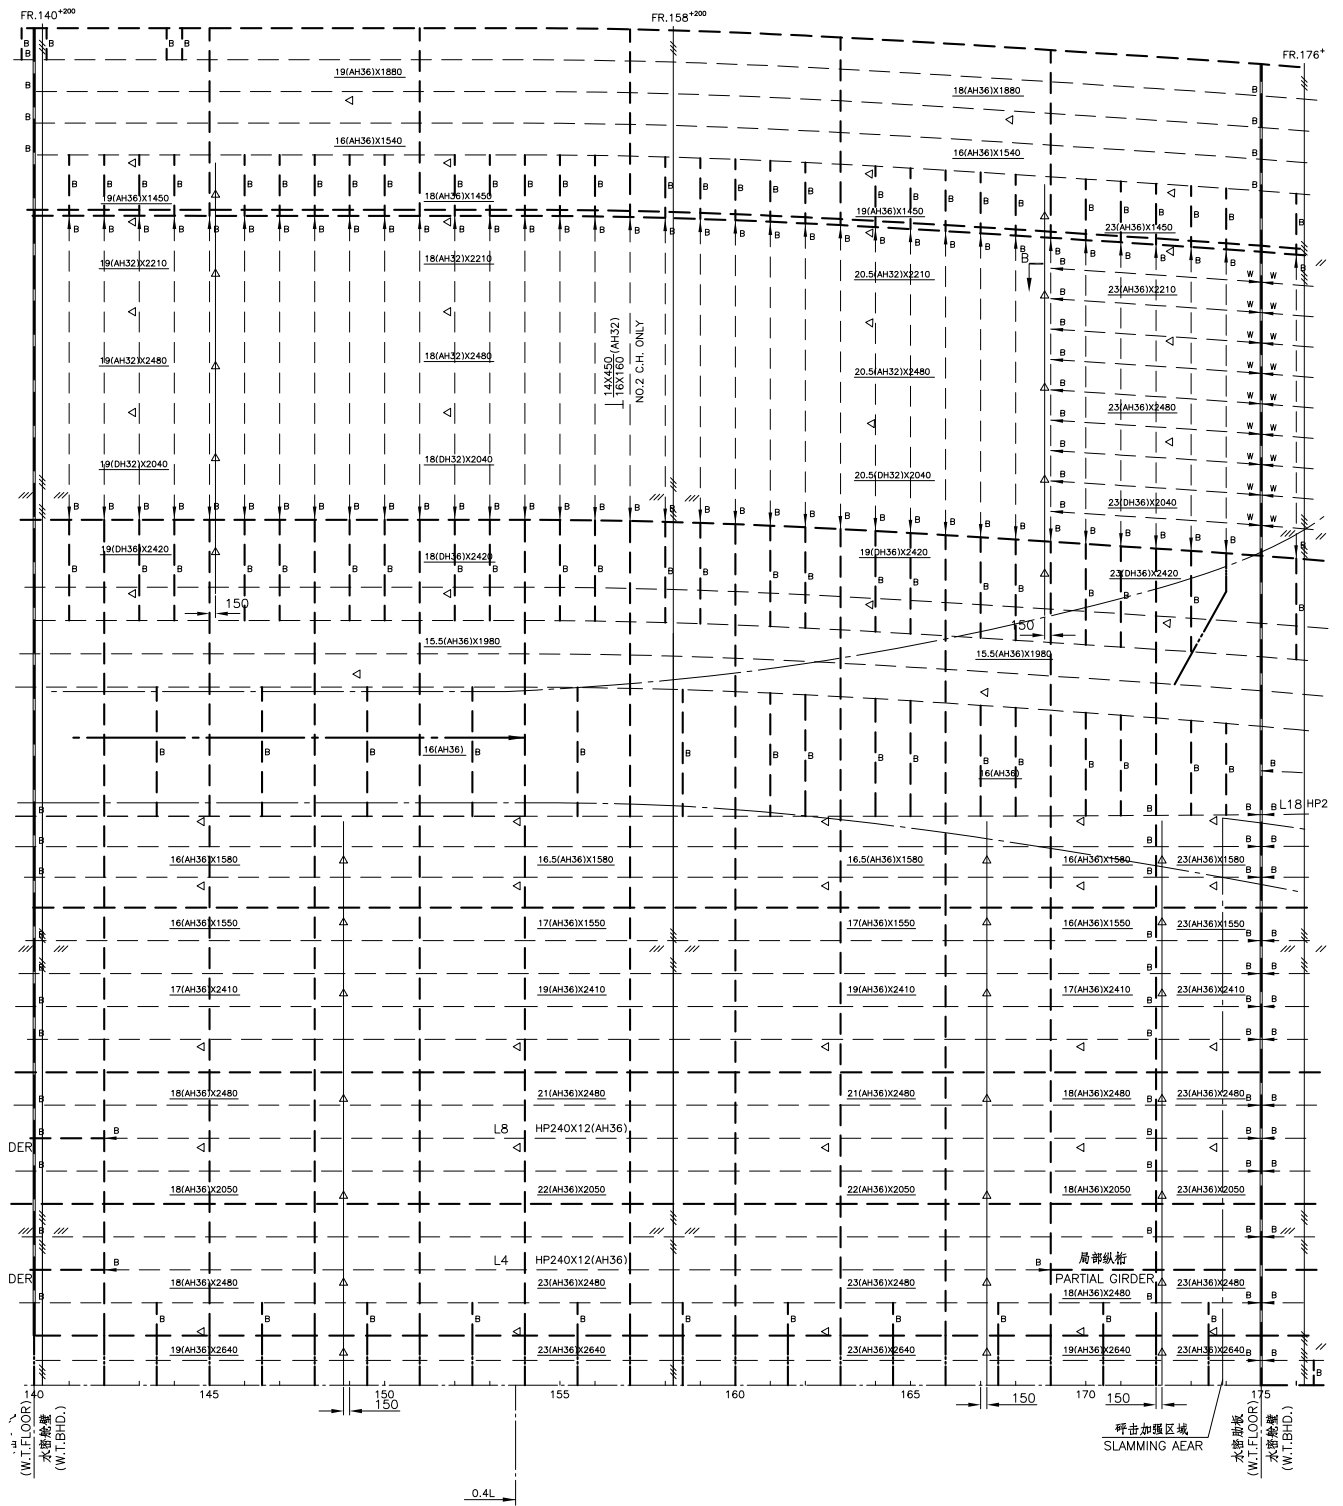 FR.140+200
FR.158+200
FR.176+
19(AH36)X1880
18(AH36)X1880
16(AH36)X1540
16(AH36)X1540
19(AH36)X1450
18(AH36)X1450
19(AH36)X1450
23(AH36)X1450
19(AH32)X2210
18(AH32)X2210
20.5(AH32)X2210
23(AH36)X2210
B
14X450
16X160 (AH32)
NO.2 C.H. ONLY
19(AH32)X2480
18(AH32)X2480
20.5(AH32)X2480
23(AH36)X2480
19(DH32)X2040
18(DH32)X2040
20.5(DH32)X2040
23(DH36)X2040
19(DH36)X2420
18(DH36)X2420
19(DH36)X2420
23(DH36)X2420
150
150
15.5(AH36)X1980
15.5(AH36)X1980
16(AH36)
16(AH36)
L18 HP2
16(AH36)X1580
16.5(AH36)X1580
16.5(AH36)X1580
16(AH36)X1580
23(AH36)X1580
16(AH36)X1550
17(AH36)X1550
17(AH36)X1550
16(AH36)X1550
23(AH36)X1550
17(AH36)X2410
19(AH36)X2410
19(AH36)X2410
17(AH36)X2410
23(AH36)X2410
18(AH36)X2480
21(AH36)X2480
21(AH36)X2480
18(AH36)X2480
23(AH36)X2480
L8 HP240X12(AH36)
DER
18(AH36)X2050
22(AH36)X2050
22(AH36)X2050
18(AH36)X2050
23(AH36)X2050
L4 HP240X12(AH36)
局部纵桁
DER
PARTIAL GIRDER
18(AH36)X2480
23(AH36)X2480
23(AH36)X2480
18(AH36)X2480
23(AH36)X2480
19(AH36)X2640
23(AH36)X2640
23(AH36)X2640
19(AH36)X2640
23(AH36)X2640
140 145 150 155 160 165 170 175
150 150 150
(W.T.FLOOR)
水密舱壁
(W.T.BHD.)
砰击加强区域
SLAMMING AEAR
水密肋板
(W.T.FLOOR)
水密舱壁
(W.T.BHD.)
0.4L